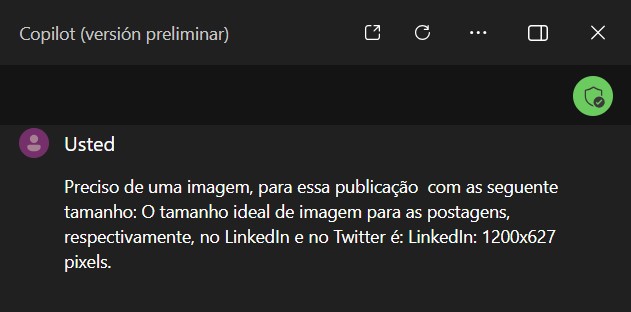 Copilot (versión preliminar)
Usted
Preciso de uma imagem, para essa publicação  com as seguente
tamanho: O tamanho ideal de imagem para as postagens,
respectivamente, no LinkedIn e no Twitter é: LinkedIn: 1200x627
pixels.